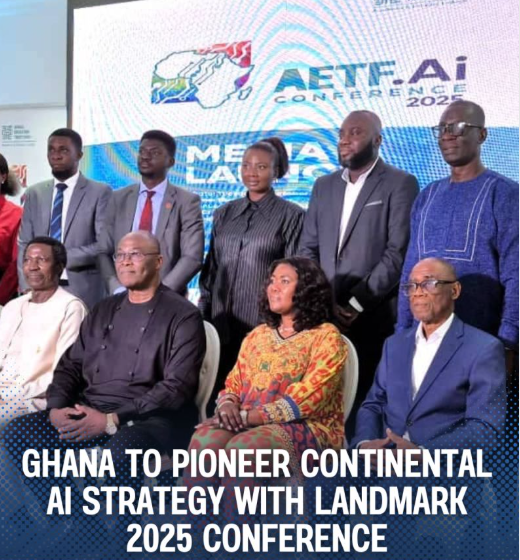 AETF.Ai
CONFERENCE
2025
MEDIA
GHANA TO PIONEER CONTINENTAL
AI STRATEGY WITH LANDMARK
2025 CONFERENCE